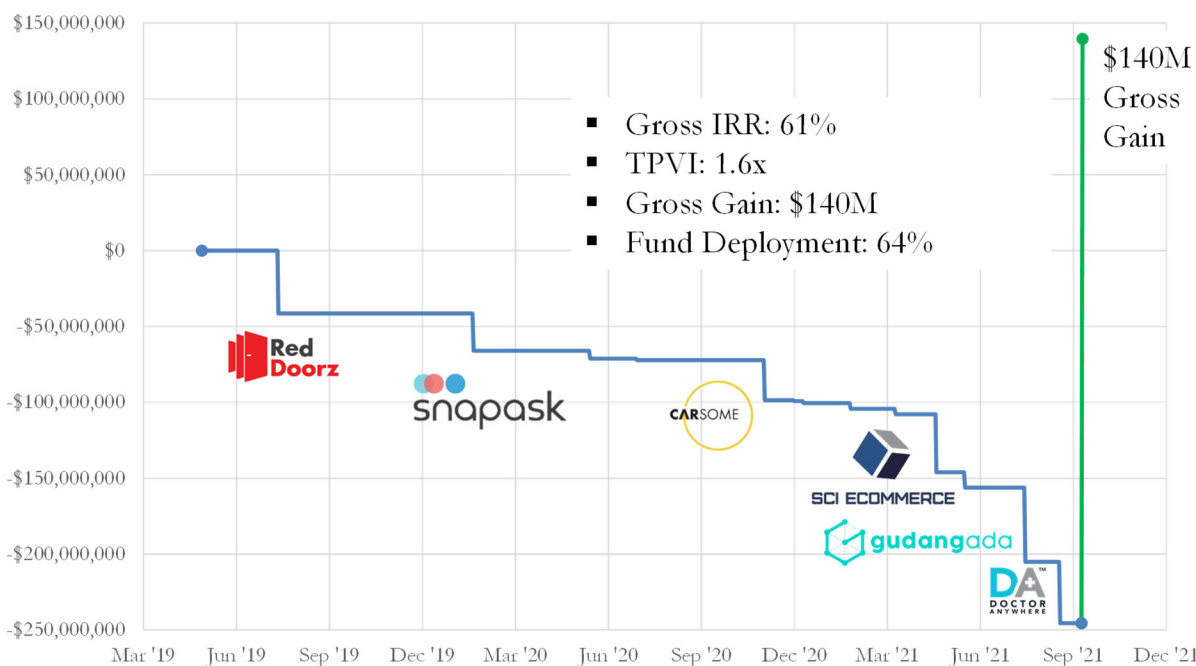 $150,000,000
$100,000,000
$50,000,000
$0
-$50,000,000
-$100,000,000
-$150,000,000
-$200,000,000
-$250,000,000
▪ Gross IRR: 61%
▪ TPVI: 1.6x
▪ Gross Gain: $140M
▪ Fund Deployment: 64%
$140M
Gross
Gain
Red
Doorz
snapask
CARSOME
SCI ECOMMERCE
gudangada
DA™
DOCTOR
ANYWHERE
Mar '19 Jun '19 Sep '19 Dec '19 Mar '20 Jun '20 Sep '20 Dec '20 Mar '21 Jun '21 Sep '21 Dec '21